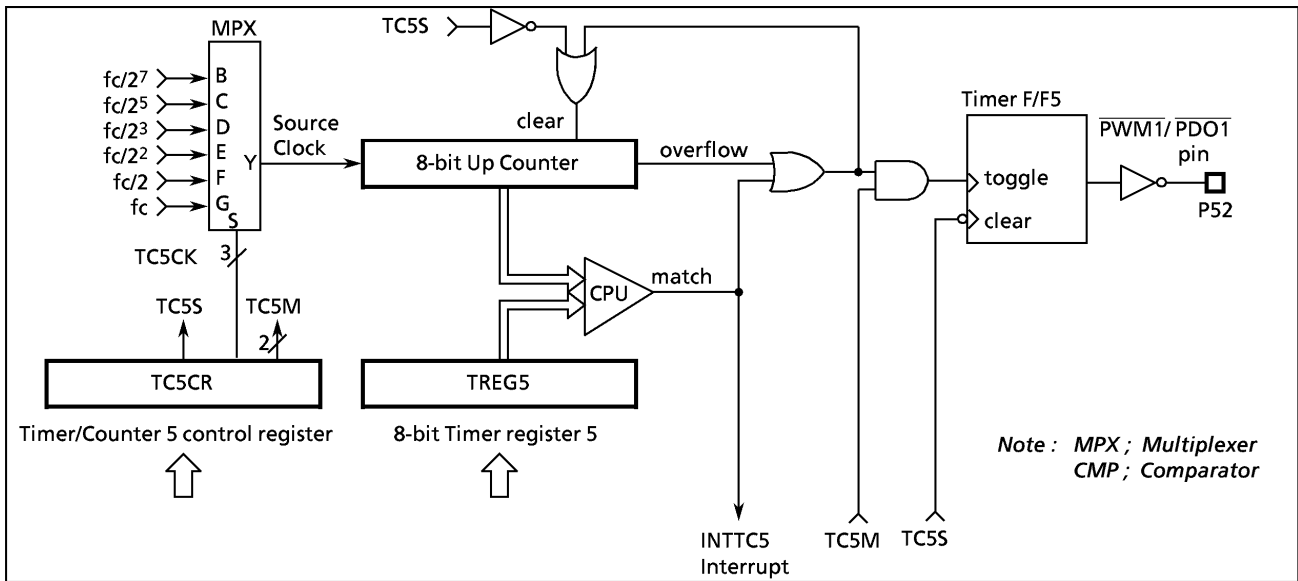 MPX
TC5S
fc/2⁷
B
fc/2⁵
C
fc/2³
D
fc/2²
E
fc/2
F
fc
G
S
Y
Source
Clock
clear
8-bit Up Counter
overflow
Timer F/F5
toggle
clear
PWM1/ PDO1
pin
P52
TC5CK
3
CPU
match
TC5S
TC5M
2
TC5CR
TREG5
Timer/Counter 5 control register
8-bit Timer register 5
Note : MPX ; Multiplexer
CMP ; Comparator
INTTC5
Interrupt
TC5M
TC5S